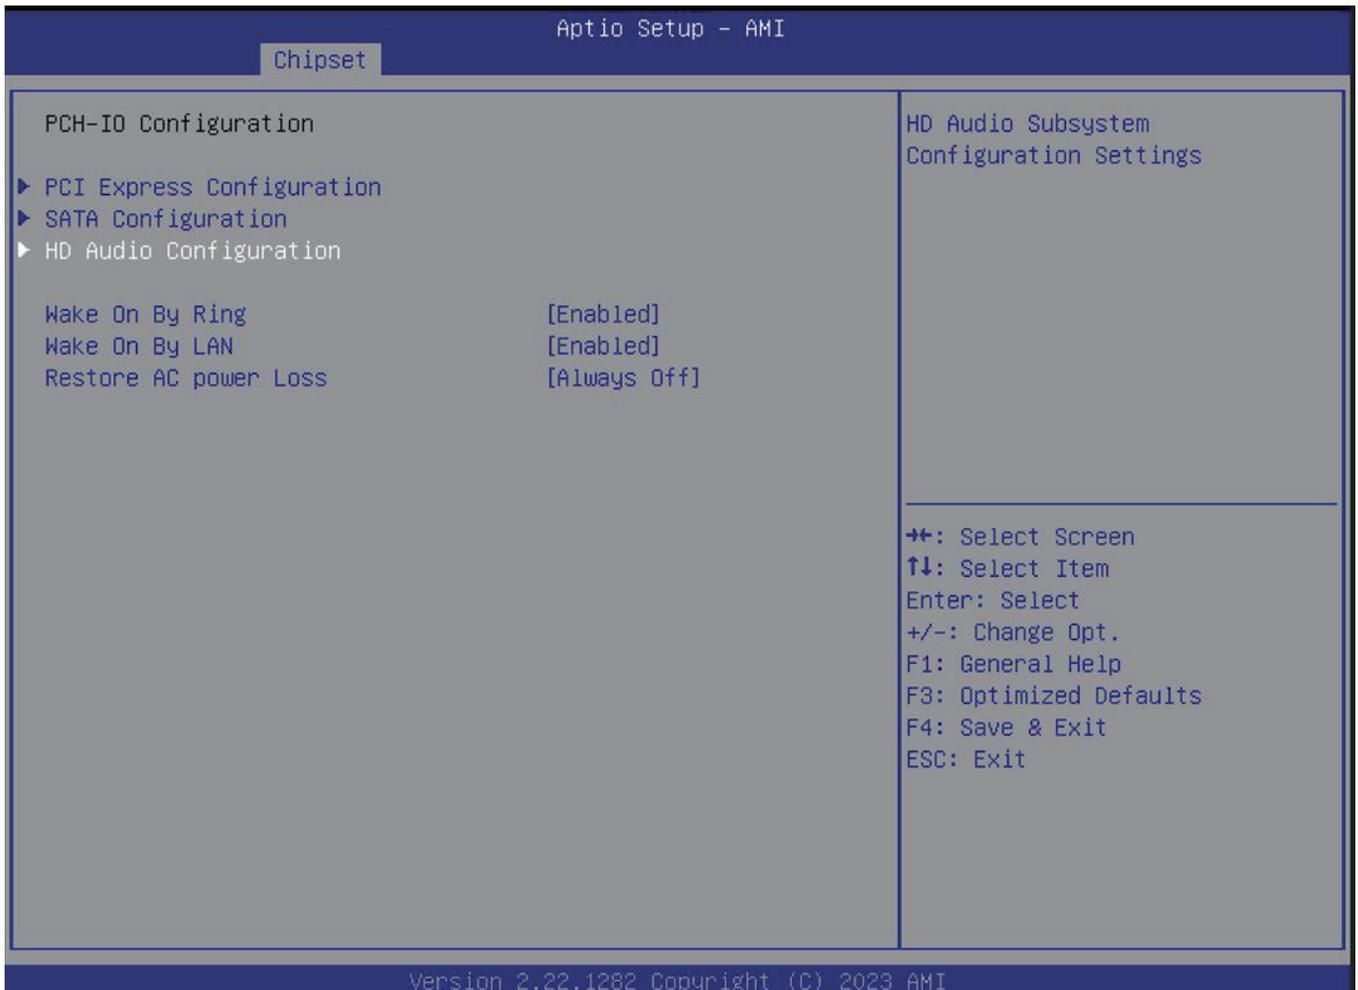 Aptio Setup - AMI
Chipset
PCH-IO Configuration
PCI Express Configuration
SATA Configuration
HD Audio Configuration
Wake On By Ring [Enabled]
Wake On By LAN [Enabled]
Restore AC power Loss [Always Off]
HD Audio Subsystem
Configuration Settings
→←: Select Screen
↑↓: Select Item
Enter: Select
+/-: Change Opt.
F1: General Help
F3: Optimized Defaults
F4: Save & Exit
ESC: Exit
Version 2.22.1282 Copyright (C) 2023 AMI